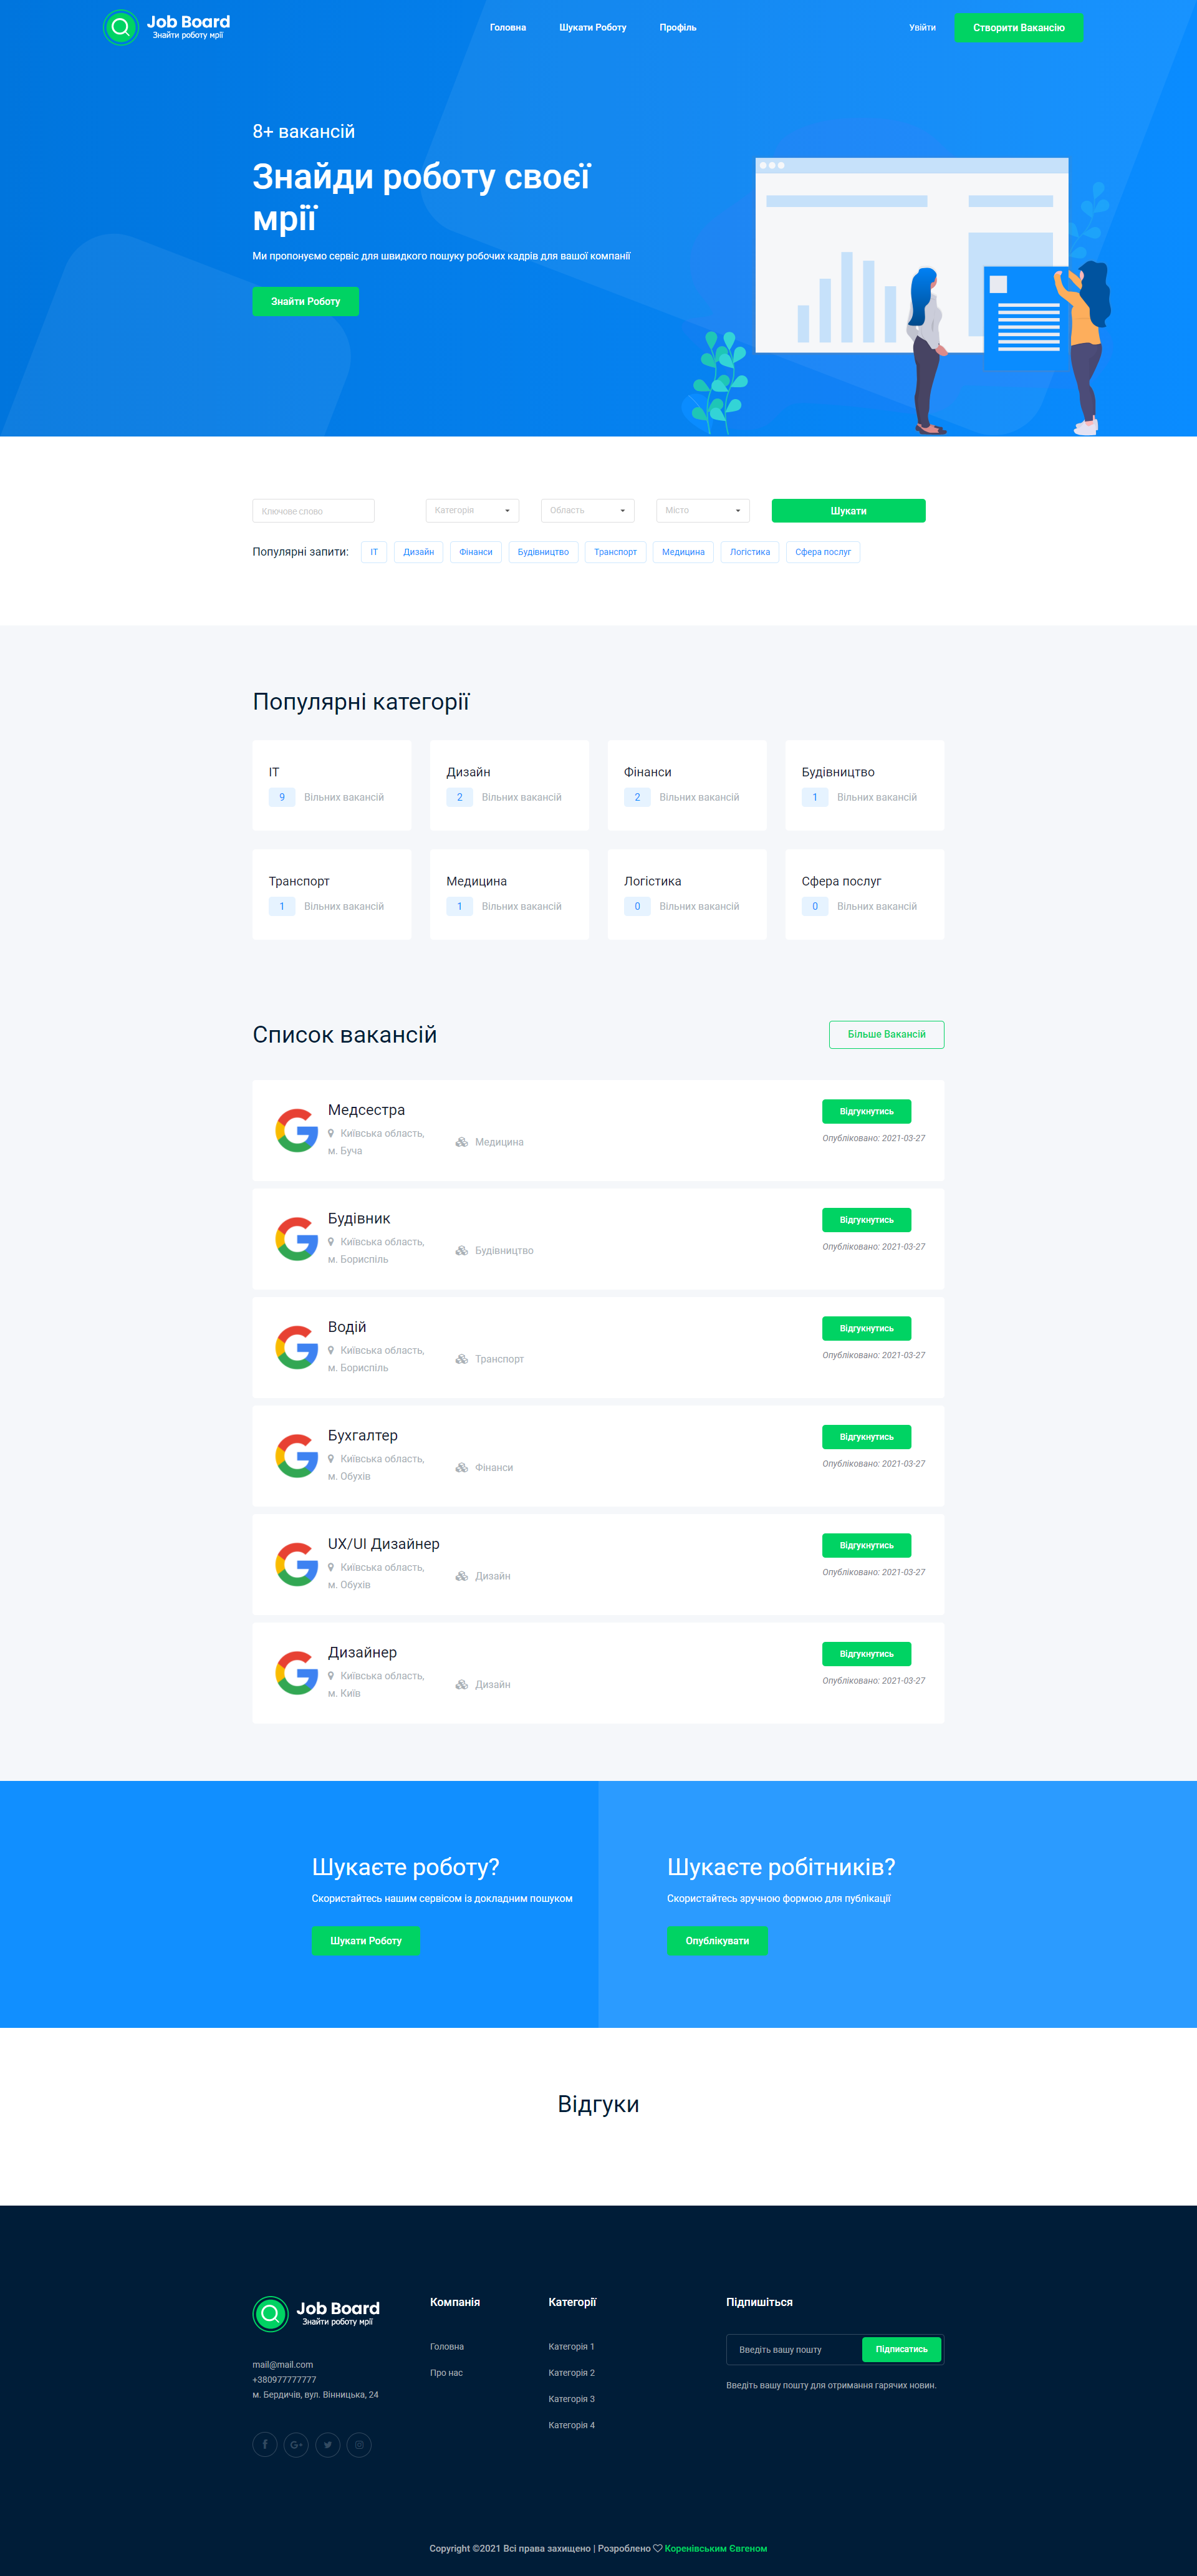 Job Board
Знайти роботу мрії
Головна
Шукати Роботу
Профіль
Увійти
Створити Вакансію
8+ вакансій
Знайди роботу своєї
мрії
Ми пропонуємо сервіс для швидкого пошуку робочих кадрів для вашої компанії
Знайти Роботу
Ключове слово
Категорія
Область
Місто
Шукати
Популярні запити:
IT
Дизайн
Фінанси
Будівництво
Транспорт
Медицина
Логістика
Сфера послуг
Популярні категорії
IT
9 Вільних вакансій
Дизайн
2 Вільних вакансій
Фінанси
2 Вільних вакансій
Будівництво
1 Вільних вакансій
Транспорт
1 Вільних вакансій
Медицина
1 Вільних вакансій
Логістика
0 Вільних вакансій
Сфера послуг
0 Вільних вакансій
Список вакансій
Більше Вакансій
Медсестра
Київська область,
м. Буча
Медицина
Відгукнутись
Опубліковано: 2021-03-27
Будівник
Київська область,
м. Бориспіль
Будівництво
Відгукнутись
Опубліковано: 2021-03-27
Водій
Київська область,
м. Бориспіль
Транспорт
Відгукнутись
Опубліковано: 2021-03-27
Бухгалтер
Київська область,
м. Обухів
Фінанси
Відгукнутись
Опубліковано: 2021-03-27
UX/UI Дизайнер
Київська область,
м. Обухів
Дизайн
Відгукнутись
Опубліковано: 2021-03-27
Дизайнер
Київська область,
м. Київ
Дизайн
Відгукнутись
Опубліковано: 2021-03-27
Шукаєте роботу?
Скористайтесь нашим сервісом із докладним пошуком
Шукати Роботу
Шукаєте робітників?
Скористайтесь зручною формою для публікації
Опублікувати
Відгуки
Job Board
Знайти роботу мрії
mail@mail.com
+380977777777
м. Бердичів, вул. Вінницька, 24
Компанія
Головна
Про нас
Категорії
Категорія 1
Категорія 2
Категорія 3
Категорія 4
Підпишіться
Введіть вашу пошту
Підписатись
Введіть вашу пошту для отримання гарячих новин.
Copyright ©2021 Всі права захищено | Розроблено ♡ Коренівським Євгеном